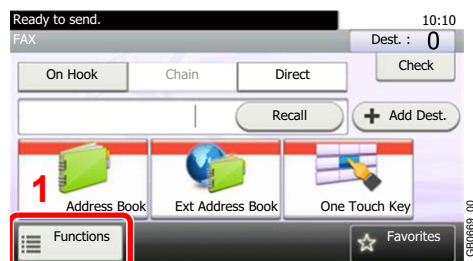 Ready to send. 10:10
FAX Dest. : 0
On Hook Chain Direct Check
Recall Add Dest.
1
Address Book Ext Address Book One Touch Key
Functions Favorites
GB0669_00